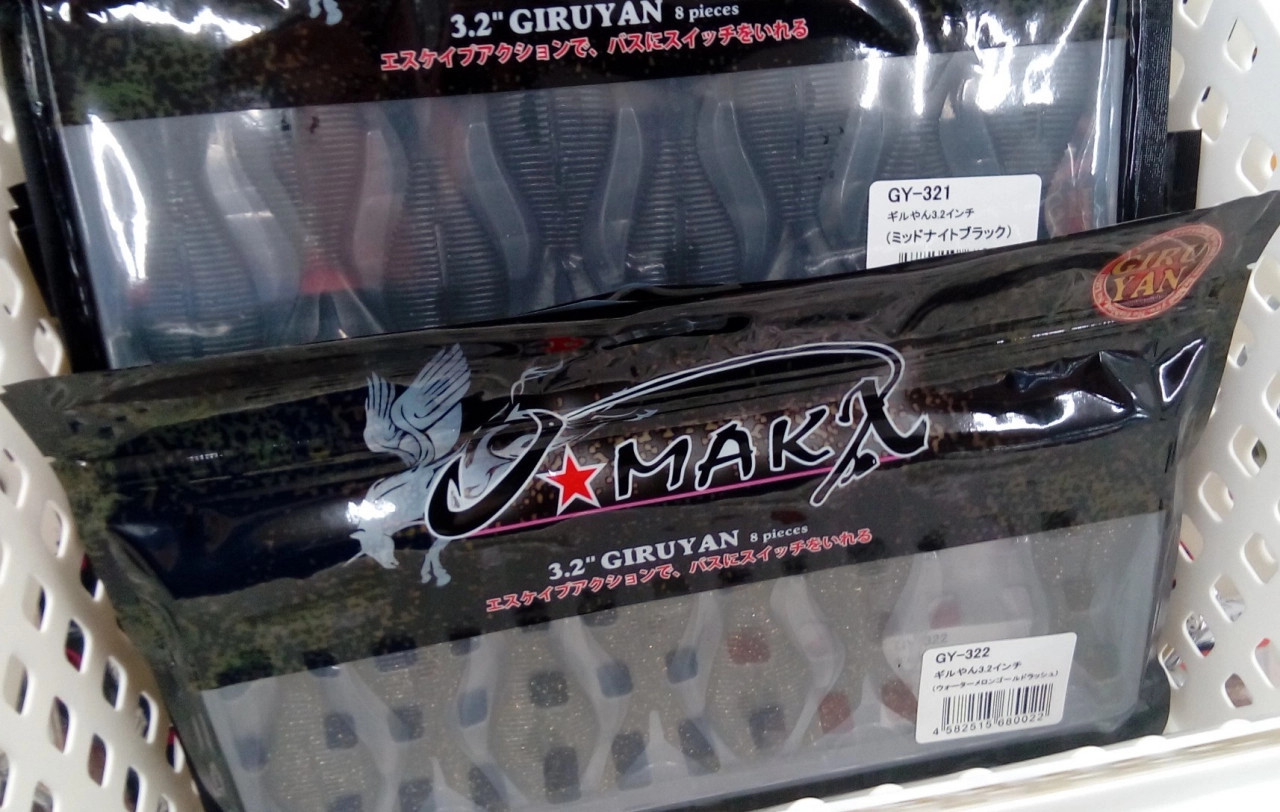 3.2" GIRUYAN 8 pieces
エスケイプアクションで、バスにスイッチをいれる
GY-321
ギルやん3.2インチ
(ミッドナイトブラック)
GIRU
YAN
O★MAKΛ
3.2" GIRUYAN 8 pieces
エスケイプアクションで、バスにスイッチをいれる
322
GY-322
ギルやん3.2インチ
(ウォーターメロンゴールドラッシュ)
4 582515 680022